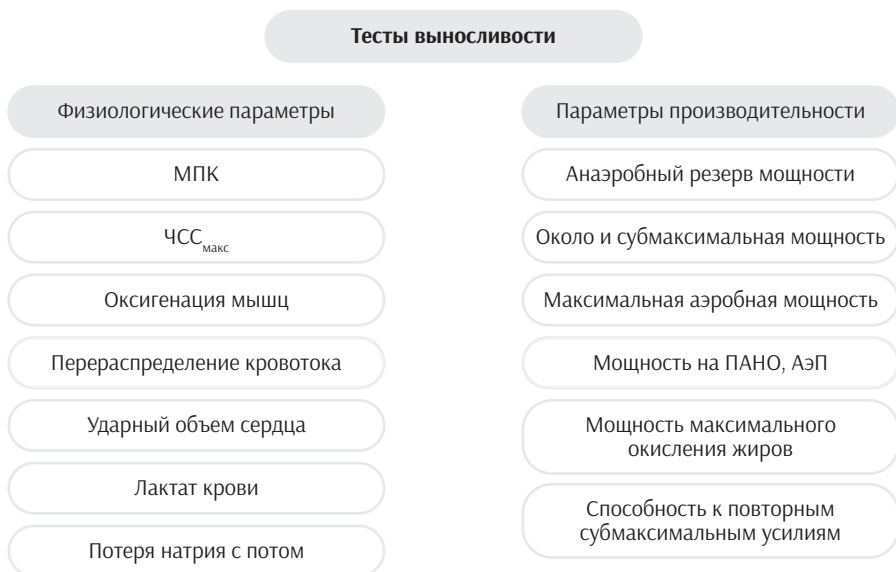 Тесты выносливости
Физиологические параметры
МПК
ЧССмакс
Оксигенация мышц
Перераспределение кровотока
Ударный объем сердца
Лактат крови
Потеря натрия с потом
Параметры производительности
Анаэробный резерв мощности
Около и субмаксимальная мощность
Максимальная аэробная мощность
Мощность на ПАНО, АэП
Мощность максимального
окисления жиров
Способность к повторным
субмаксимальным усилиям